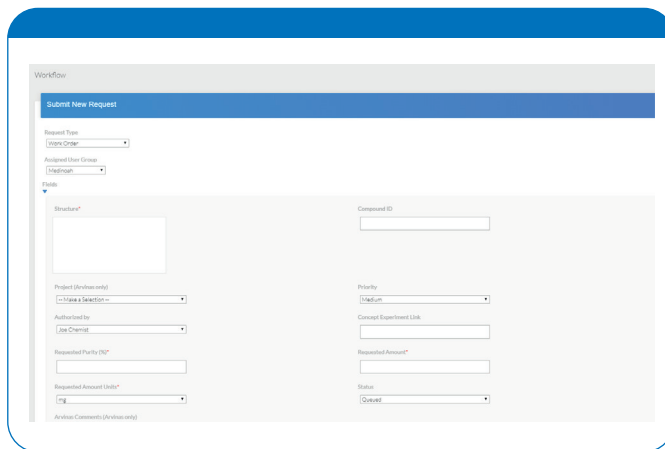 Workflow
Submit New Request
Request Type
Work Order
Assigned User Group
Medinoah
Fields
Structure*
Compound ID
Project (Arvinas only)
Priority
-- Make a Selection --
Medium
Authorized by
Concept Experiment Link
Joe Chemist
Requested Purity (%)*
Requested Amount*
Requested Amount Units*
Status
mg
Queued
Arvinas Comments (Arvinas only)